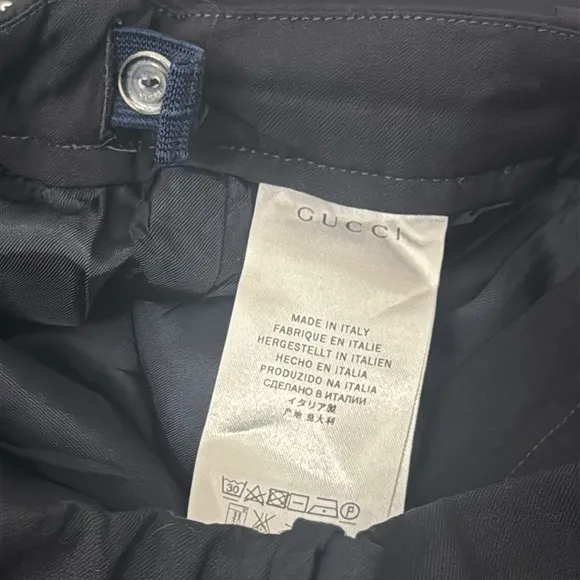 GUCCI
MADE IN ITALY
FABRIQUE EN ITALIE
HERGESTELLT IN ITALIEN
HECHO EN ITALIA
PRODUZIDO NA ITALIA
СДЕЛАНО В ИТАЛИИ
イタリア製
产地 意大利
30
P